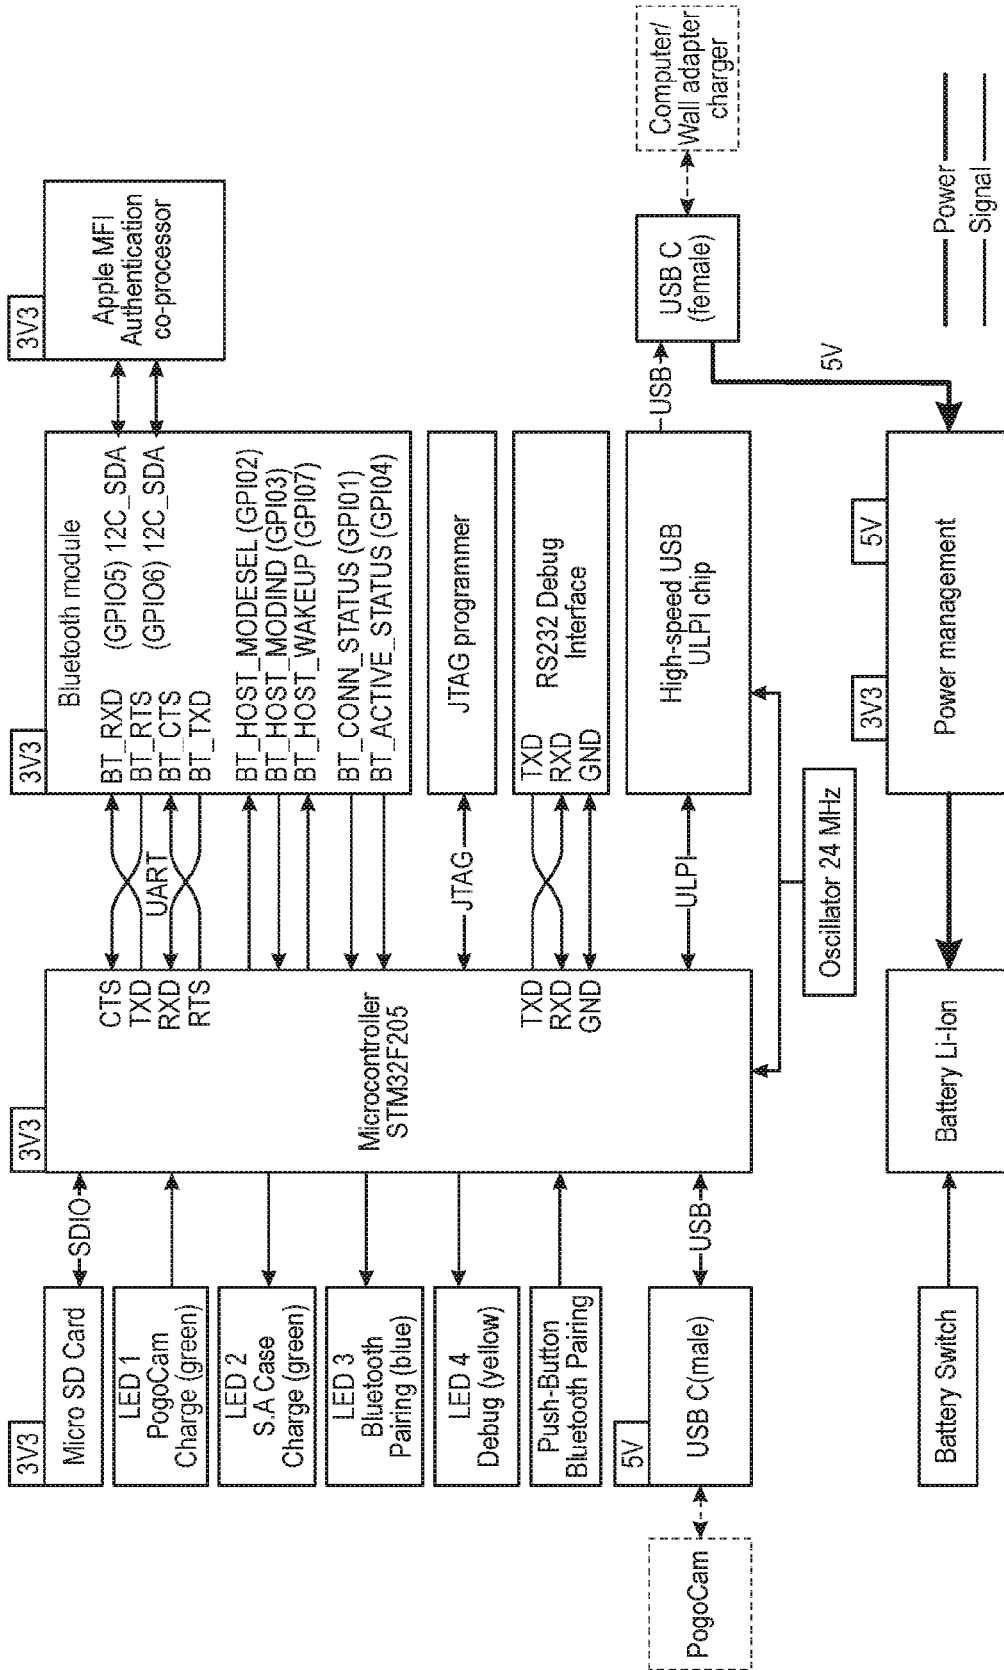 3V3
Micro SD Card
SDIO
LED 1
PogoCam
Charge (green)
LED 2
S.A Case
Charge (green)
LED 3
Bluetooth
Pairing (blue)
LED 4
Debug (yellow)
Push-Button
Bluetooth Pairing
5V
USB C(male)
USB
PogoCam
3V3
Microcontroller
STM32F205
CTS
TXD
RXD
RTS
UART
TXD
RXD
GND
JTAG
ULPI
3V3
Bluetooth module
BT_RXD
BT_RTS
BT_CTS
BT_TXD
(GPIO5) 12C_SDA
(GPIO6) 12C_SDA
BT_HOST_MODESEL (GPI02)
BT_HOST_MODIND (GPI03)
BT_HOST_WAKEUP (GPI07)
BT_CONN_STATUS (GPI01)
BT_ACTIVE_STATUS (GPI04)
JTAG programmer
TXD
RXD
GND
RS232 Debug
Interface
High-speed USB
ULPI chip
USB
3V3
Apple MFI
Authentication
co-processor
USB C
(female)
Computer/
Wall adapter
charger
5V
Oscillator 24 MHz
Battery Switch
Battery Li-Ion
3V3
5V
Power management
Power
Signal